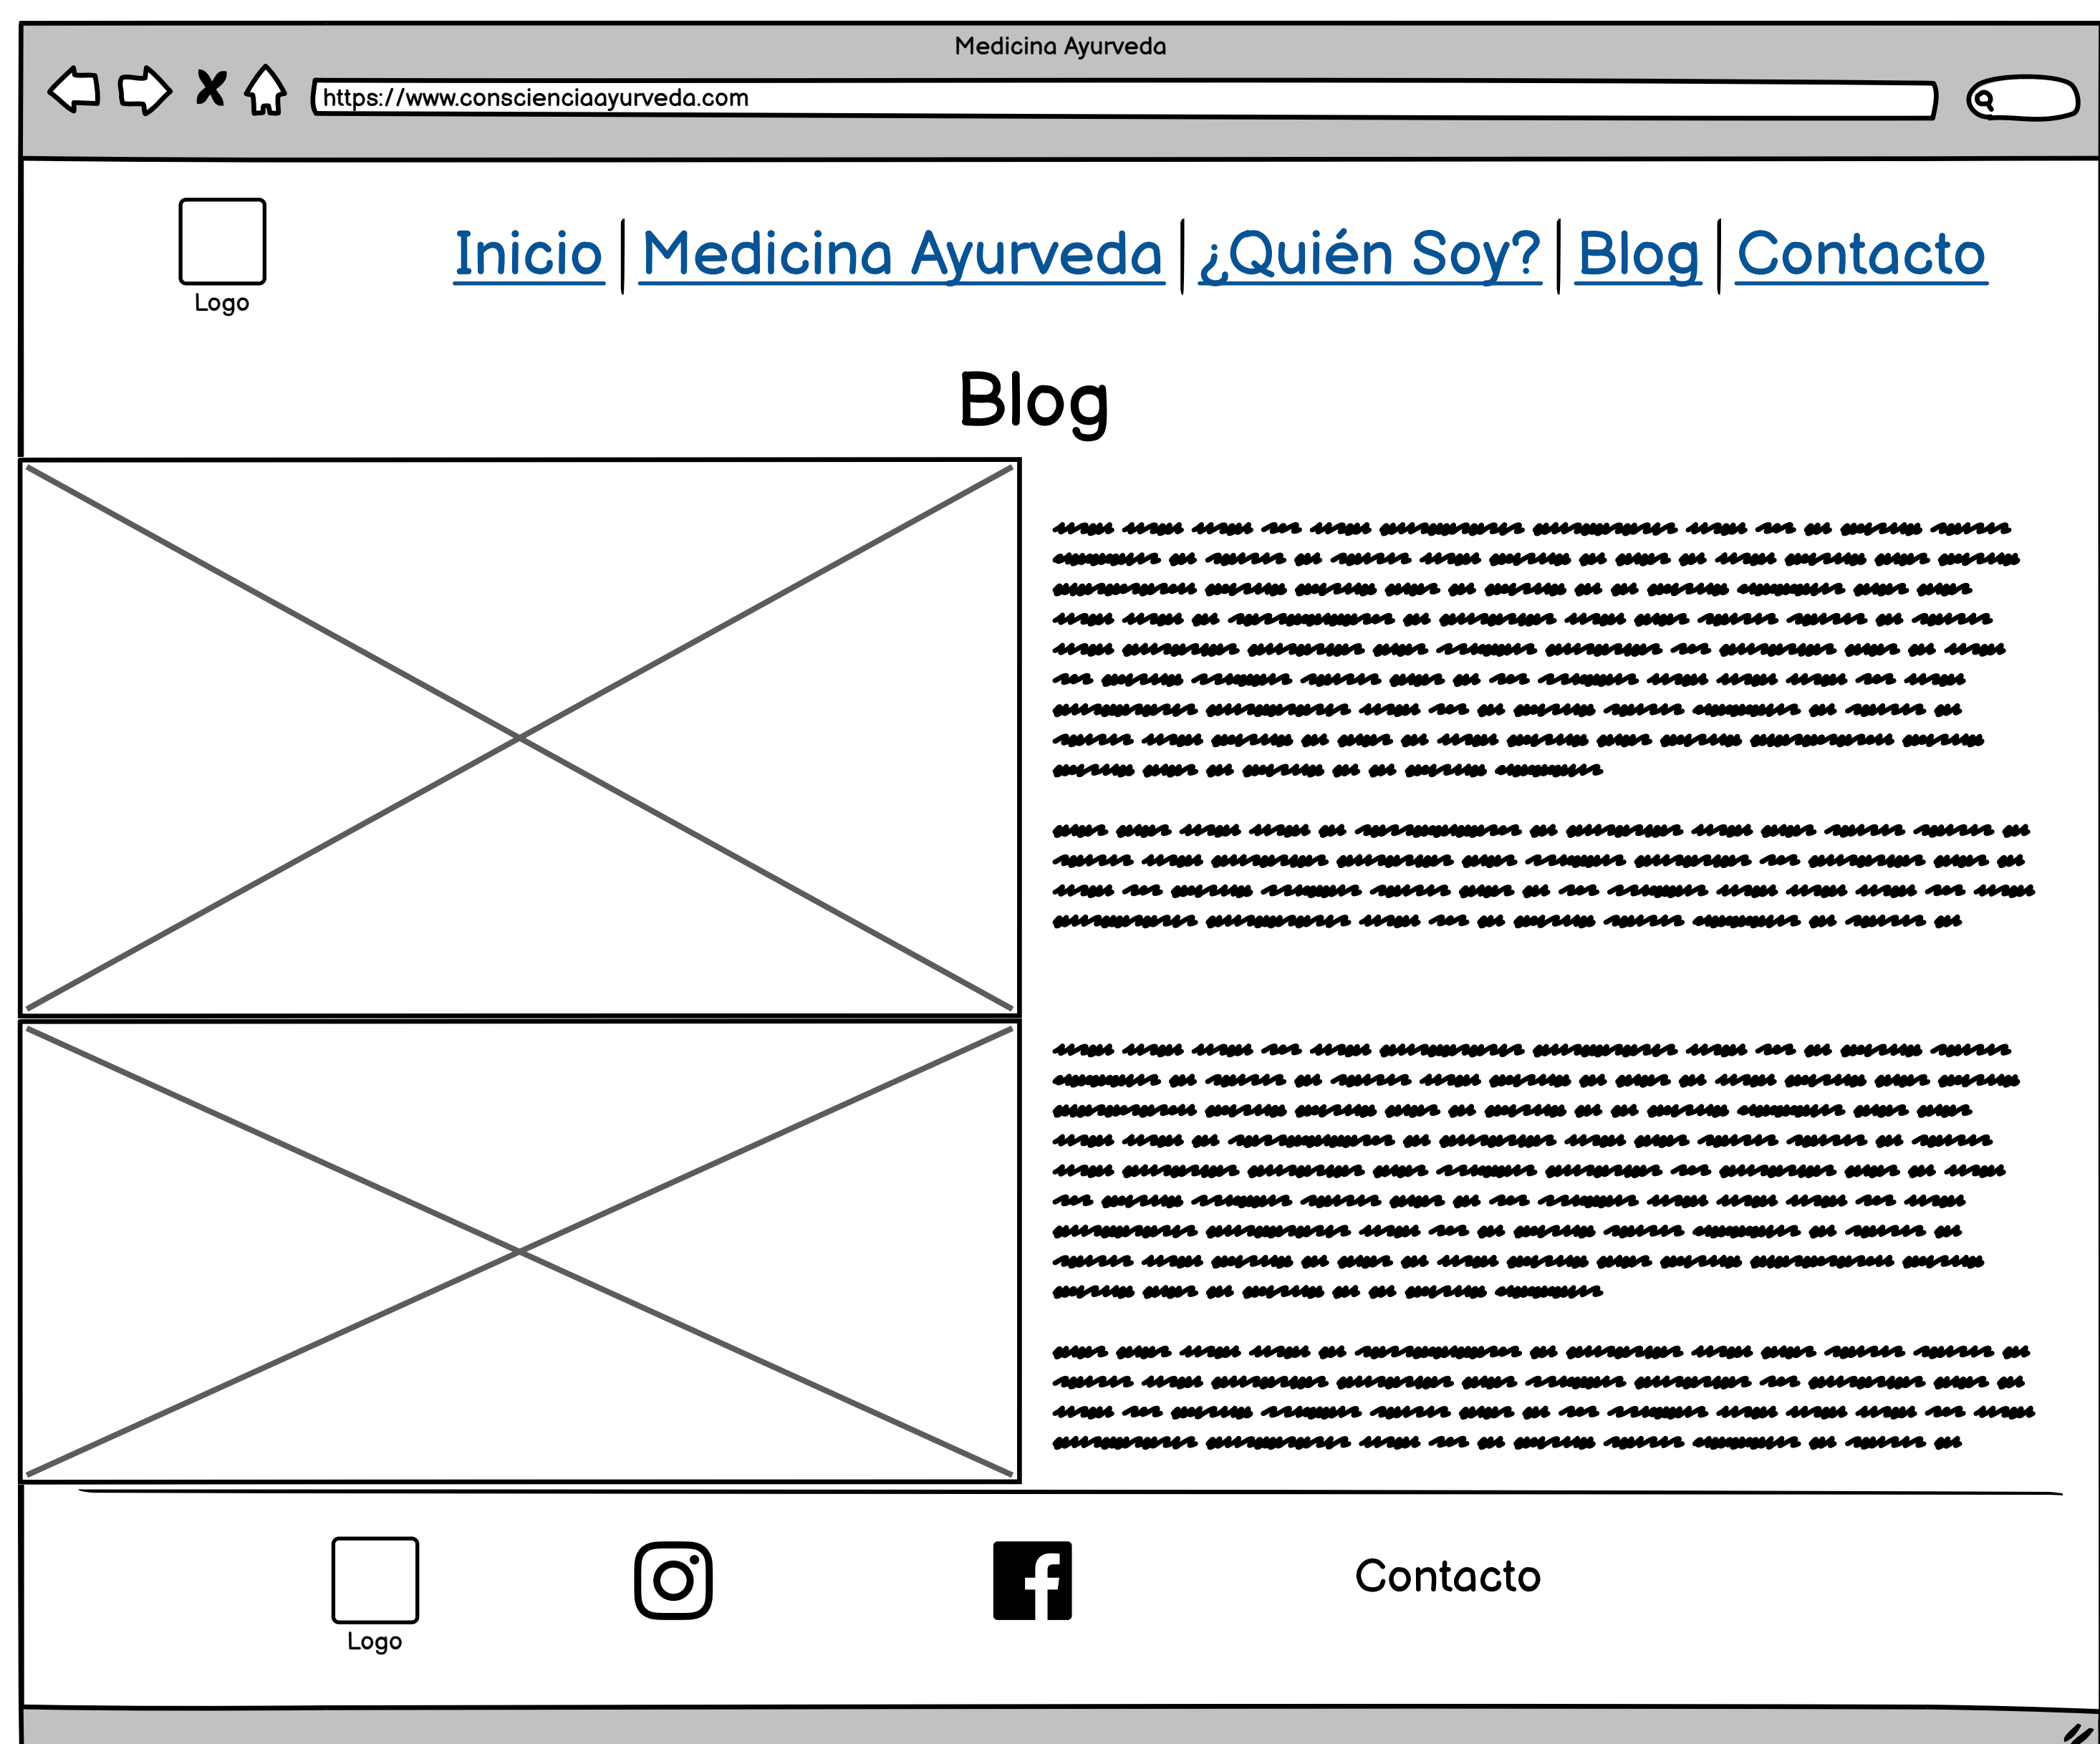 Medicina Ayurveda
https://www.conscienciaayurveda.com
Inicio | Medicina Ayurveda | ¿Quién Soy? | Blog | Contacto
Logo
Blog
Contacto
Logo